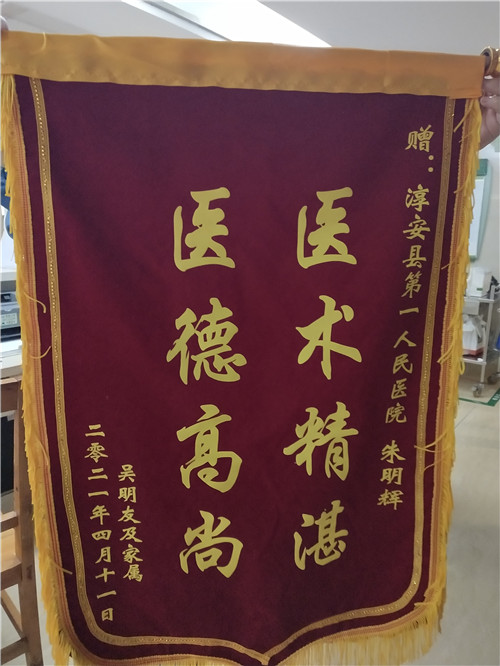 赠：淳安县第一人民医院 朱明辉
医术精湛
医德高尚
吴明友及家属
二零二一年四月十一日